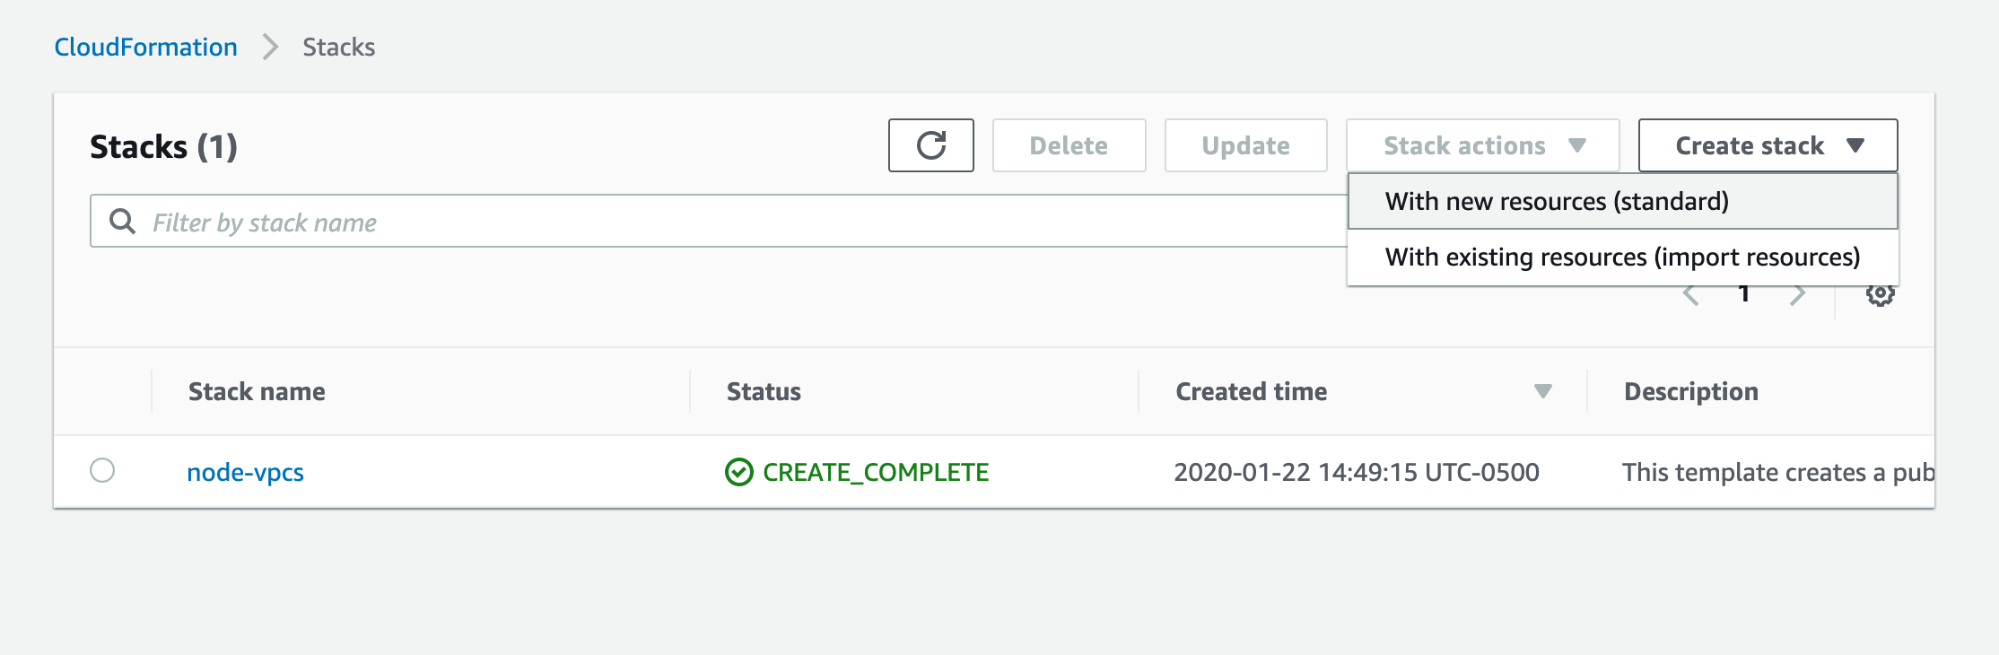 CloudFormation Stacks
Stacks (1) Delete Update Stack actions Create stack
With new resources (standard)
Filter by stack name
With existing resources (import resources)
1
Stack name Status Created time Description
node-vpcs CREATE_COMPLETE 2020-01-22 14:49:15 UTC-0500 This template creates a pub